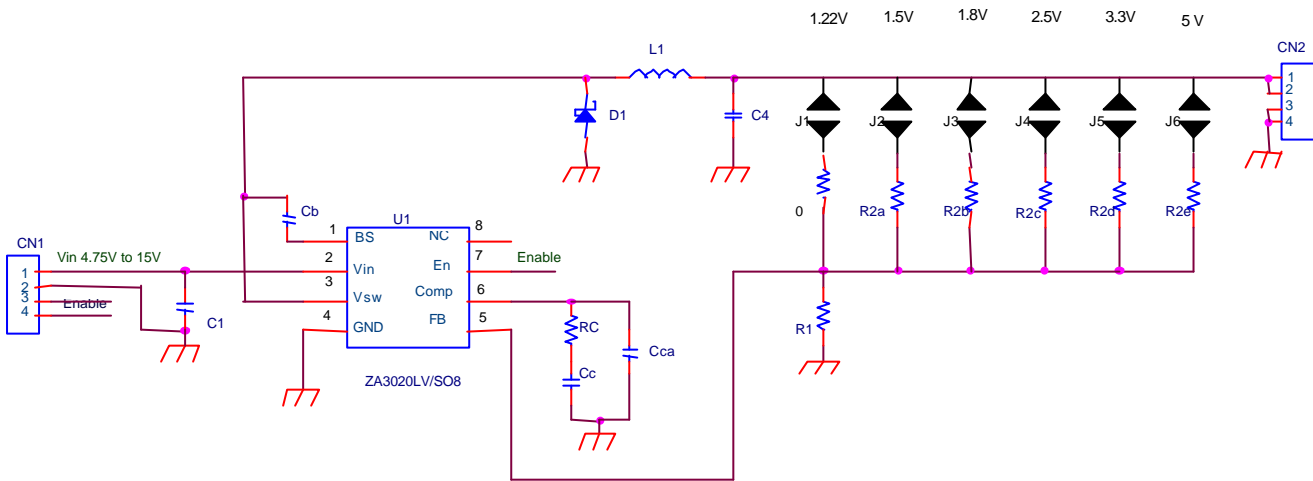 1.22V 1.5V 1.8V 2.5V 3.3V 5 V
L1
CN2
1
2
3
4
D1
C4
J1 J2 J3 J4 J5 J6
0 R2a R2b R2c R2d R2e
Cb
U1
1 BS NC 8
2 Vin En 7 Enable
3 Vsw Comp 6
4 GND FB 5
CN1
Vin 4.75V to 15V
1
2
3 Enable
4
C1
RC
Cca
Cc
R1
ZA3020LV/SO8